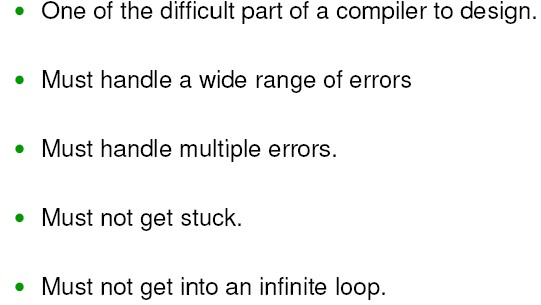 • One of the difficult part of a compiler to design.
• Must handle a wide range of errors
• Must handle multiple errors.
• Must not get stuck.
• Must not get into an infinite loop.